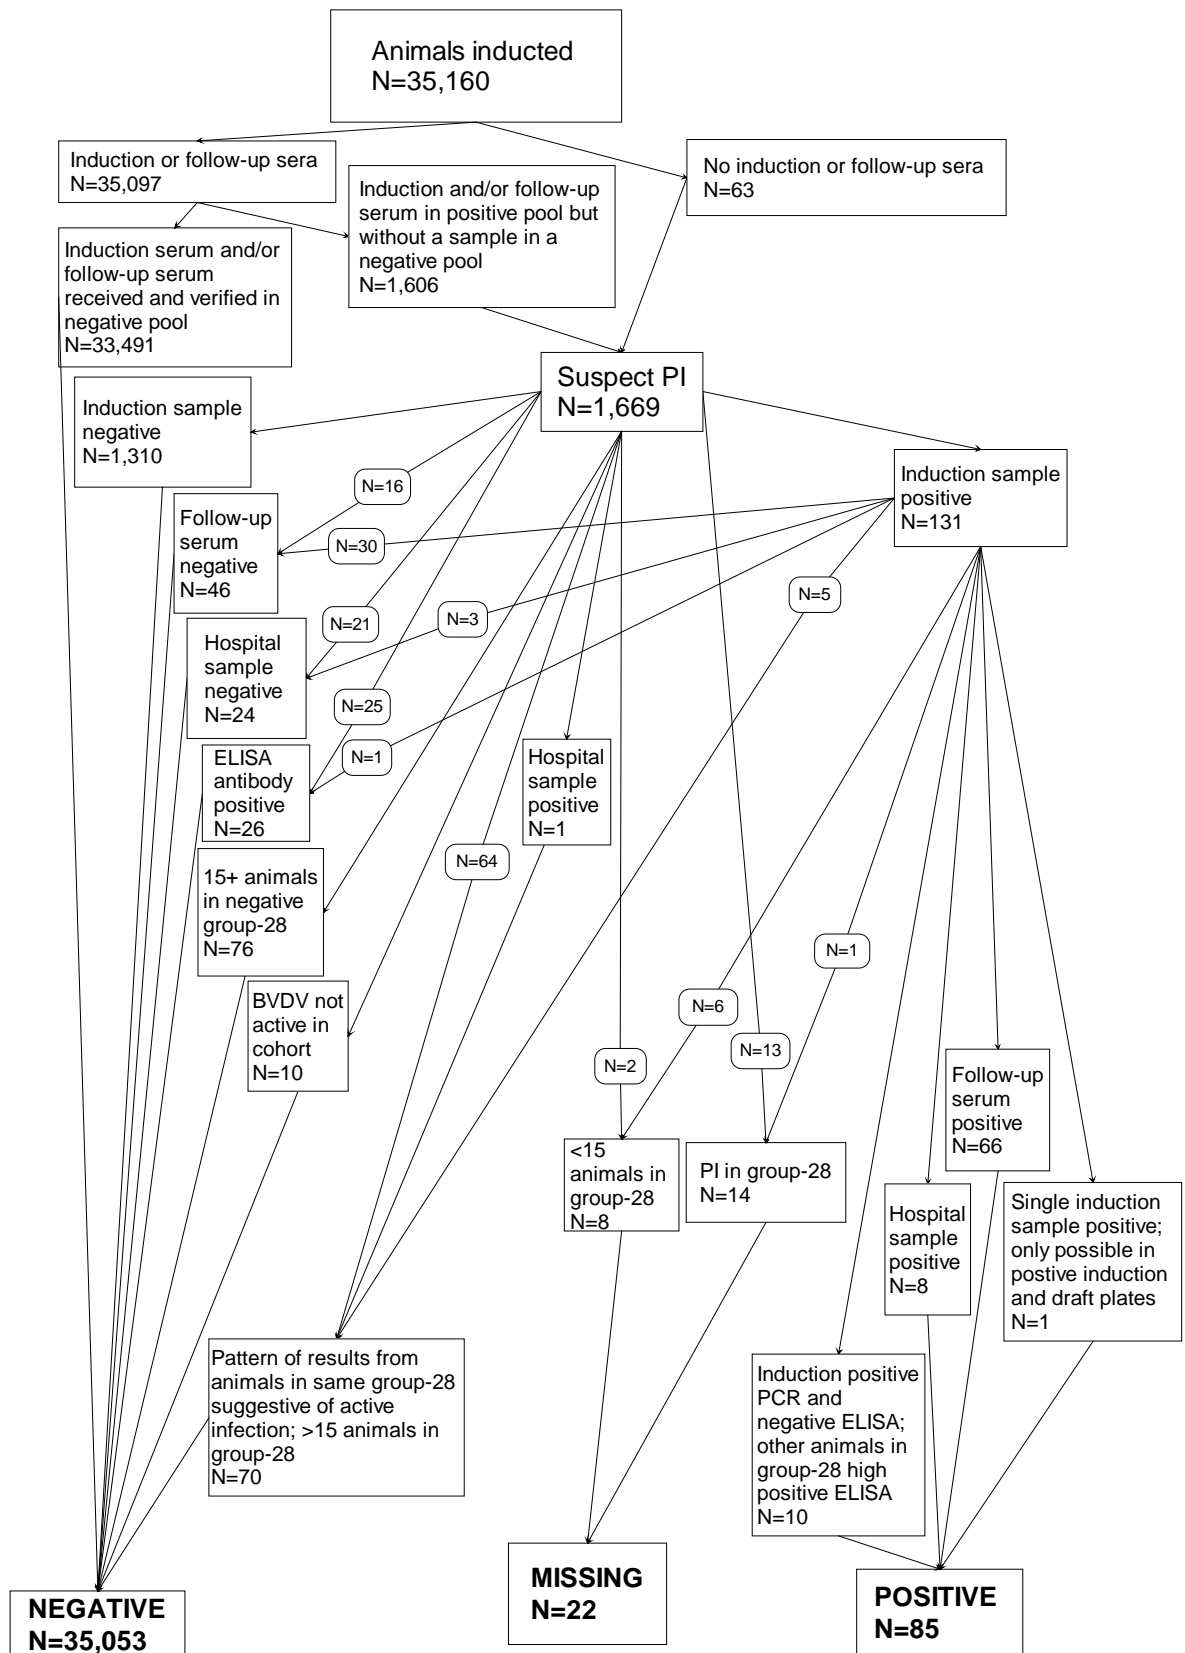 Animals inducted
N=35,160
Induction or follow-up sera
N=35,097
No induction or follow-up sera
N=63
Induction and/or follow-up
serum in positive pool but
without a sample in a
negative pool
N=1,606
Induction serum and/or
follow-up serum
received and verified in
negative pool
N=33,491
Suspect PI
N=1,669
Induction sample
negative
N=1,310
Induction sample
positive
N=131
N=16
Follow-up
serum
negative
N=46
N=30
N=5
N=21
N=3
Hospital
sample
negative
N=24
N=25
N=1
ELISA
antibody
positive
N=26
Hospital
sample
positive
N=1
N=64
15+ animals
in negative
group-28
N=76
N=1
BVDV not
active in
cohort
N=10
N=6
N=2
N=13
Follow-up
serum
positive
N=66
<15
animals in
group-28
N=8
PI in group-28
N=14
Hospital
sample
positive
N=8
Single induction
sample positive;
only possible in
postive induction
and draft plates
N=1
Pattern of results from
animals in same group-28
suggestive of active
infection; >15 animals in
group-28
N=70
Induction positive
PCR and
negative ELISA;
other animals in
group-28 high
positive ELISA
N=10
NEGATIVE
N=35,053
MISSING
N=22
POSITIVE
N=85